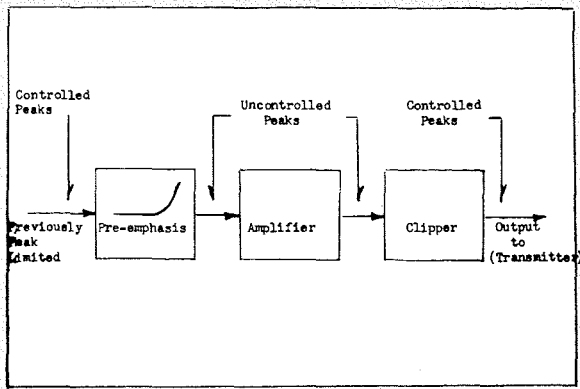 Controlled
Peaks
Uncontrolled
Peaks
Controlled
Peaks
Previously
Peak
Limited
Pre-emphasis
Amplifier
Clipper
Output
to
(Transmitter)